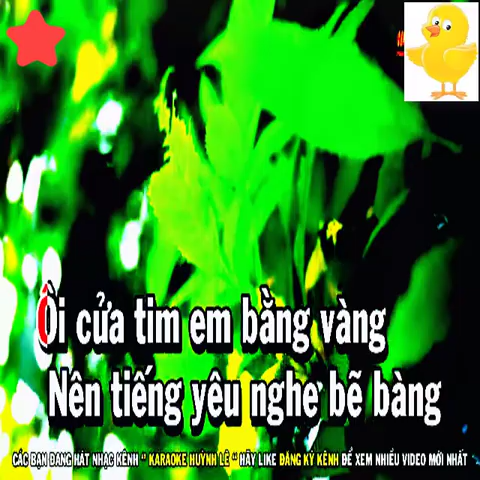 Ồi cửa tim em bằng vàng
Nên tiếng yêu nghe bẽ bàng
CÁC BẠN ĐANG HÁT NHẠC KÊNH " KARAOKE HUỲNH LÊ " HÃY LIKE ĐĂNG KÝ KÊNH ĐỂ XEM NHIỀU VIDEO MỚI NHẤT